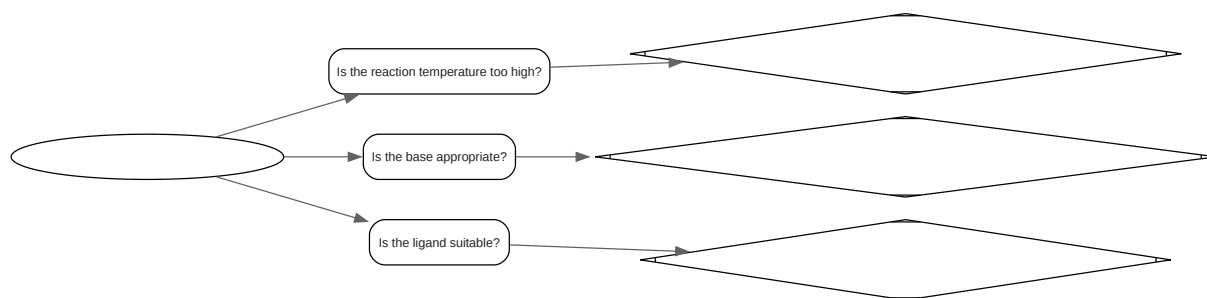 Is the reaction temperature too high?
Is the base appropriate?
Is the ligand suitable?